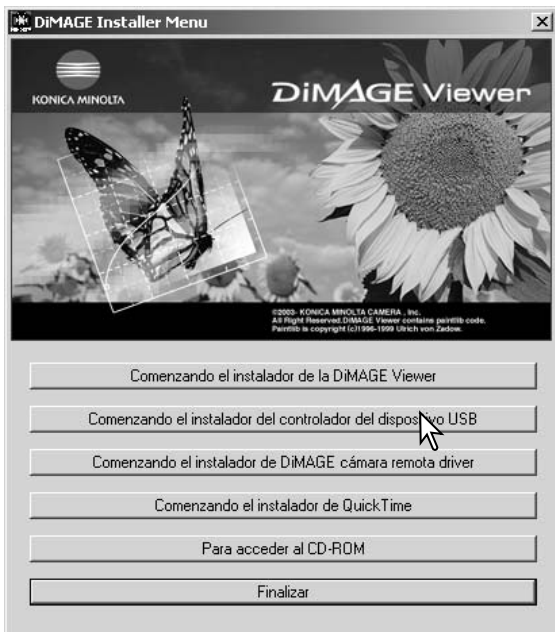 DiMAGE Installer Menu
KONICA MINOLTA
DiMAGE Viewer
©2003- KONICA MINOLTA CAMERA , Inc.
All Right Reserved.DiMAGE Viewer contains paintlib code.
Paintlib is copyright (c)1996-1999 Ulrich von Zadow.
Comenzando el instalador de la DiMAGE Viewer
Comenzando el instalador del controlador del dispositivo USB
Comenzando el instalador de DiMAGE cámara remota driver
Comenzando el instalador de QuickTime
Para acceder al CD-ROM
Finalizar